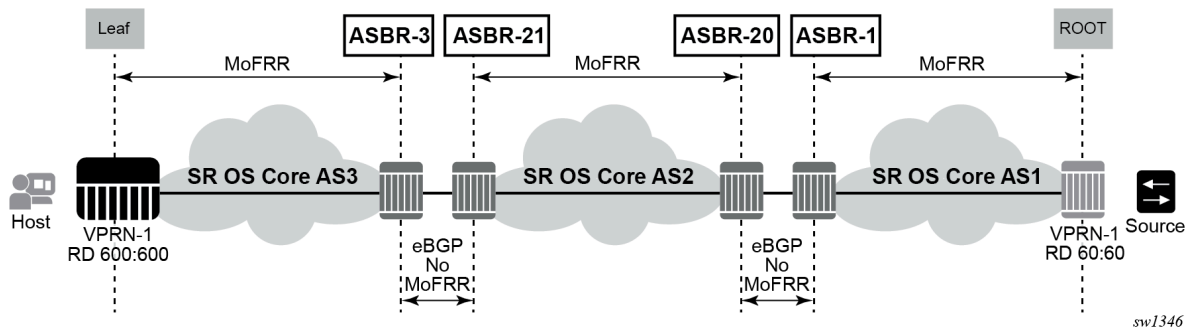 Leaf
ASBR-3
ASBR-21
ASBR-20
ASBR-1
ROOT
MoFRR
MoFRR
MoFRR
SR OS Core AS3
SR OS Core AS2
SR OS Core AS1
Host
VPRN-1
RD 600:600
eBGP
No
MoFRR
eBGP
No
MoFRR
VPRN-1
RD 60:60
Source
sw1346